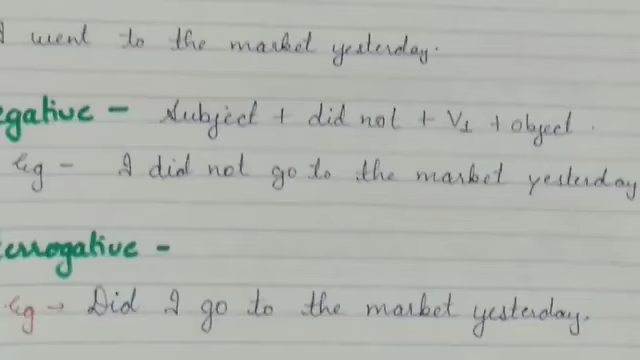 I went to the market yesterday.
egative - Subject + did not + V1 + object.
Eg - I did not go to the market yesterday
terrogative -
Eg → Did I go to the market yesterday.